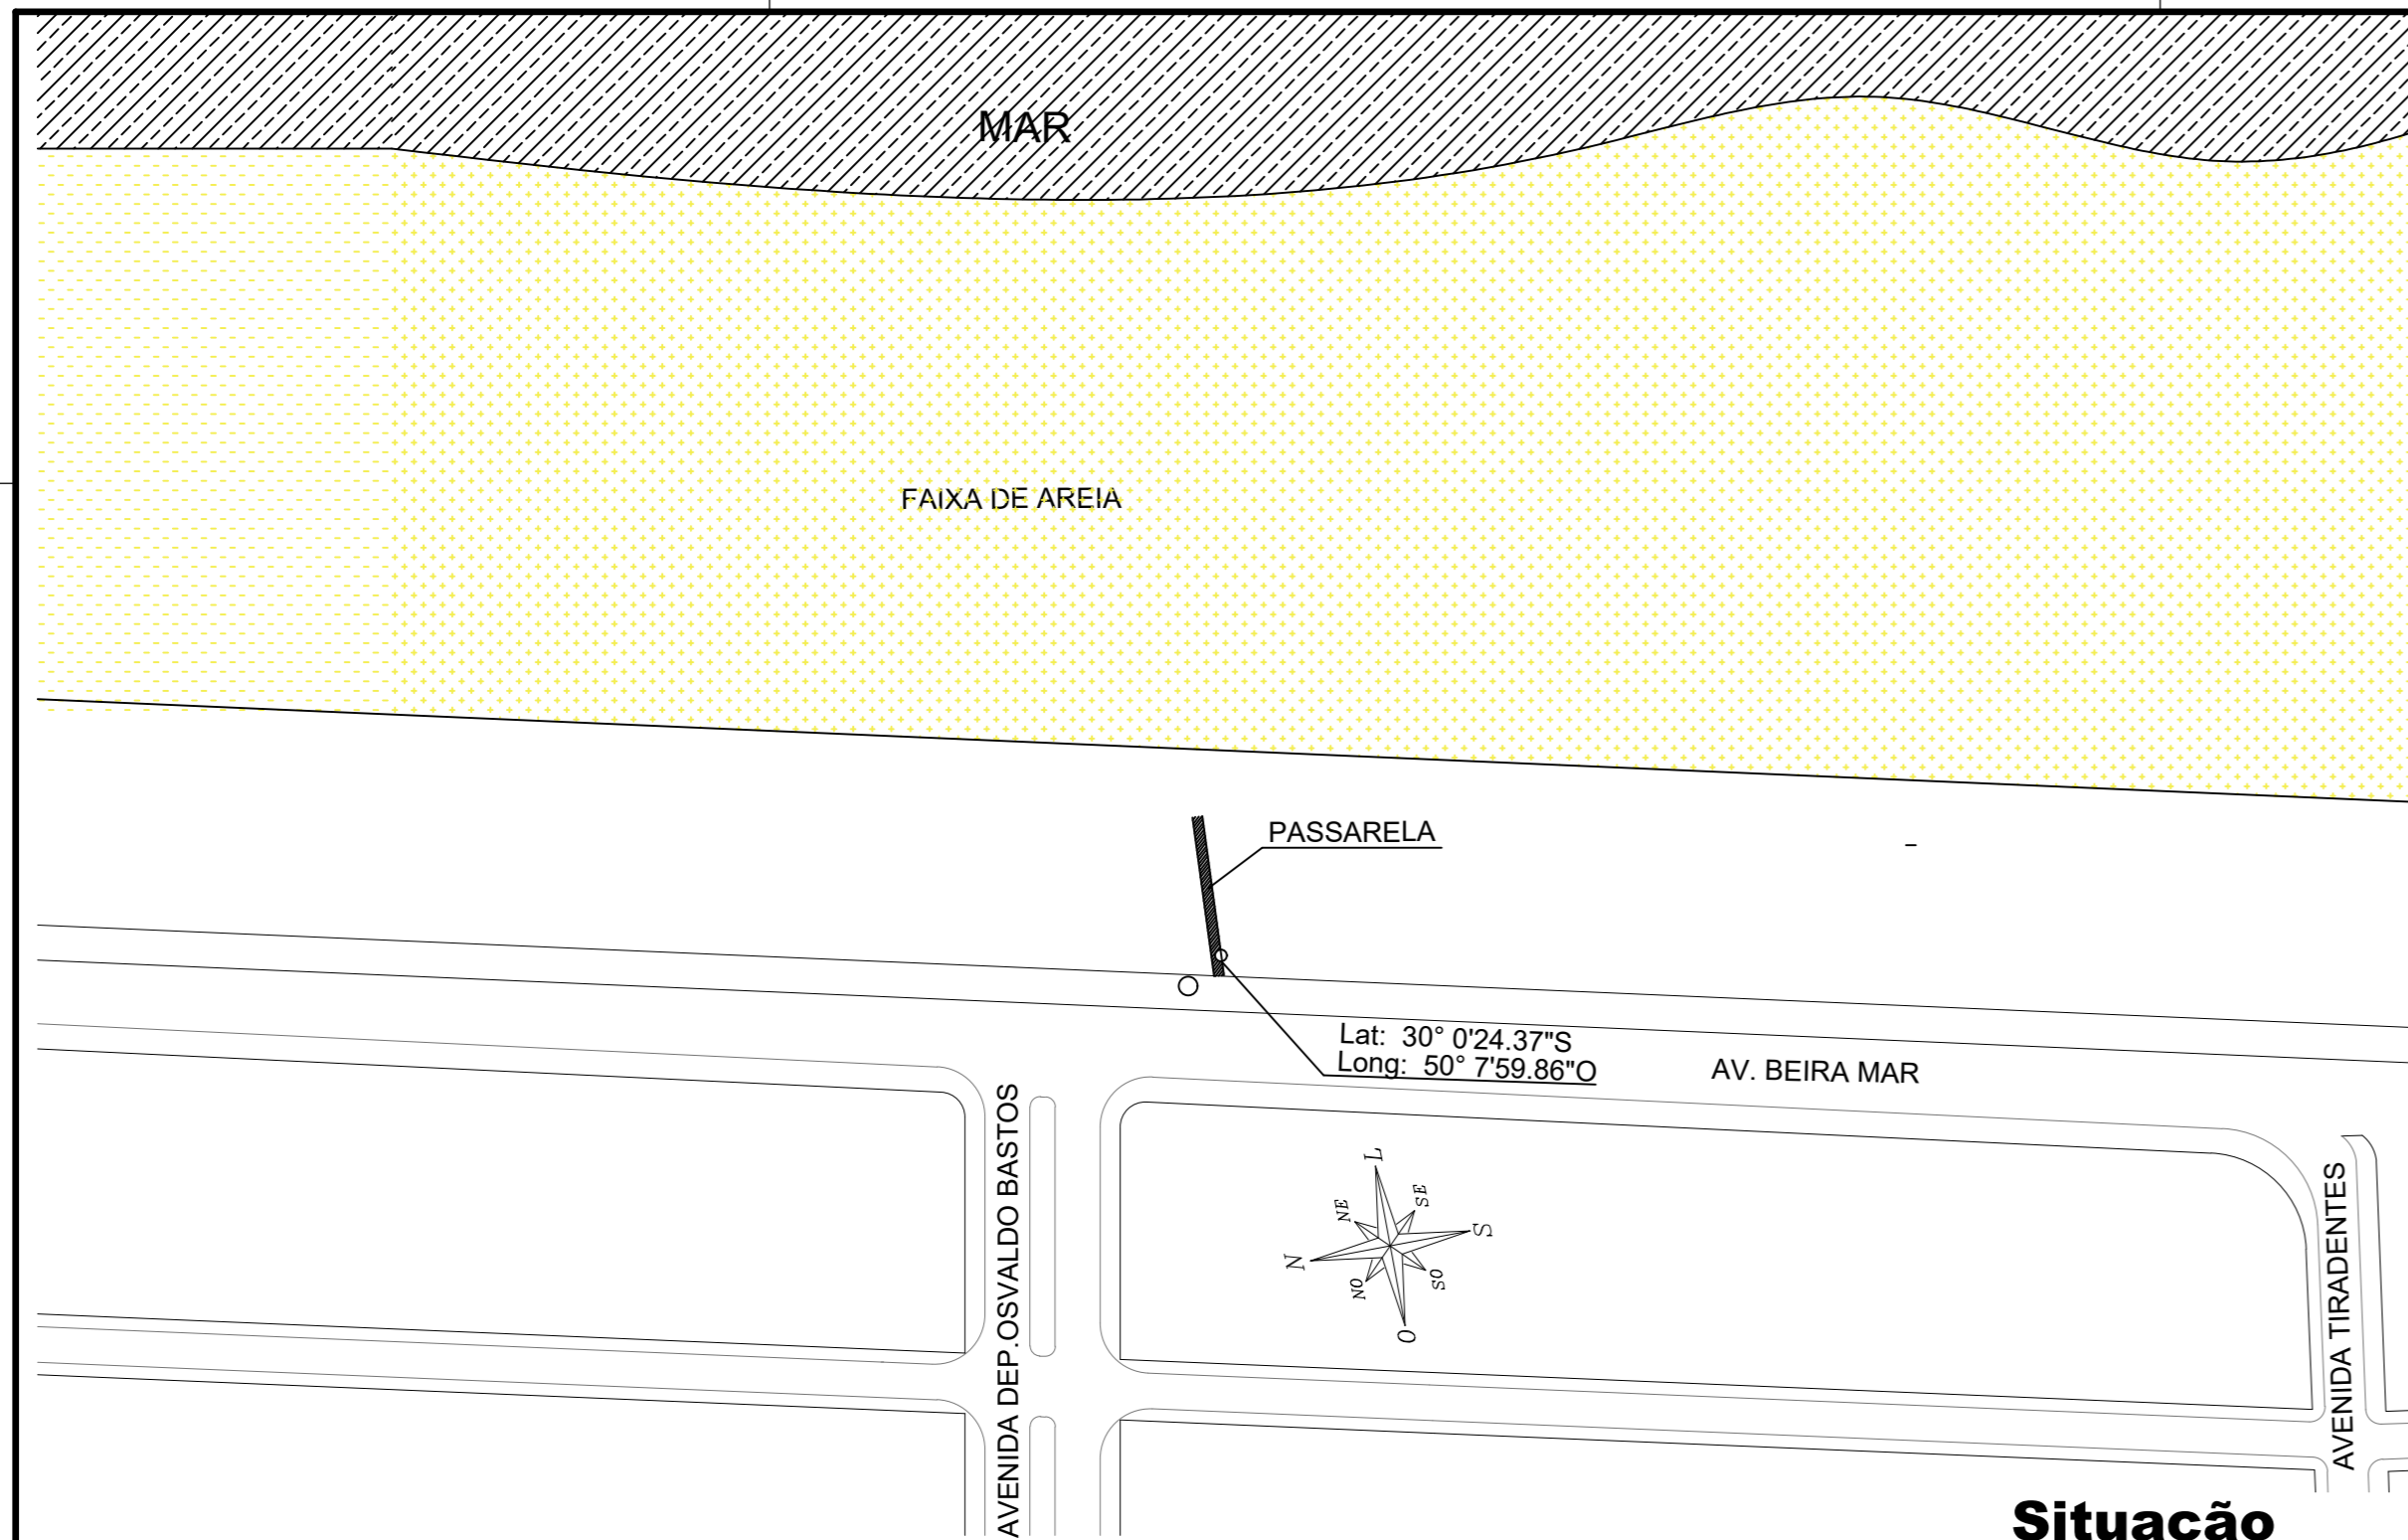 MAR
FAIXA DE AREIA
PASSARELA
Lat: 30° 0'24.37"S
Long: 50° 7'59.86"O
AV. BEIRA MAR
AVENIDA DEP.OSVALDO BASTOS
L
NE
SE
N
S
NO
SO
O
AVENIDA TIRADENTES
Situação